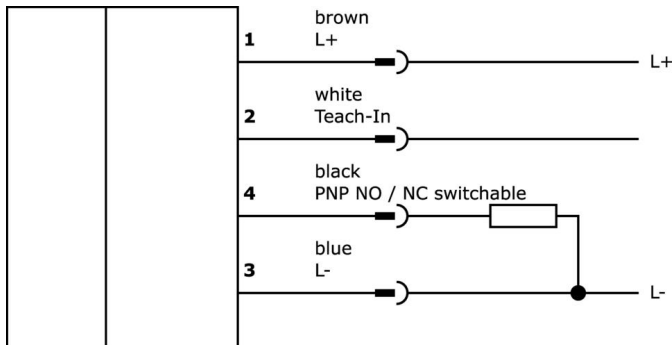 brown
1 L+
L+
white
2 Teach-In
black
4 PNP NO / NC switchable
blue
3 L-
L-